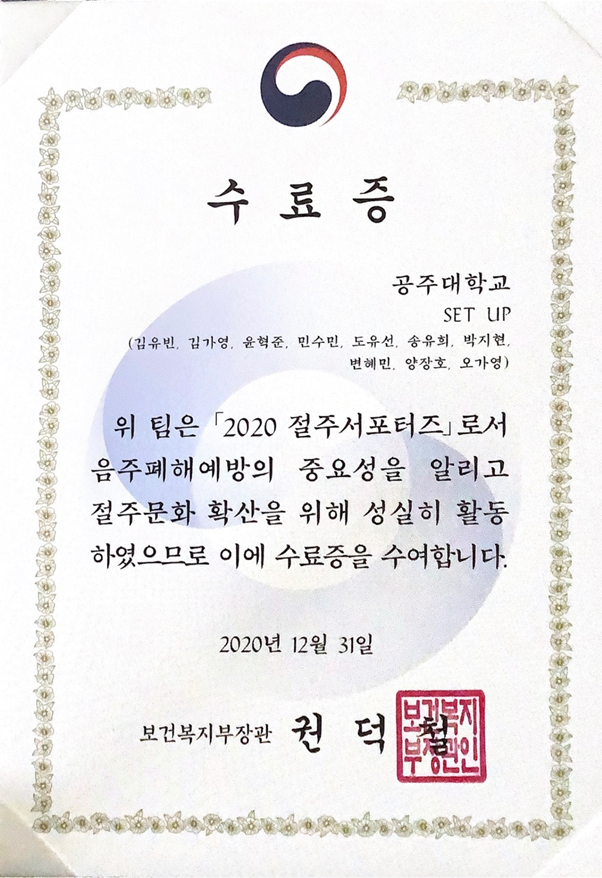 수료증
공주대학교
SET UP
(김유빈, 김가영, 윤혁준, 민수민, 도유선, 송유희, 박지현,
변혜민, 양장호, 오가영)
위 팀은 「2020 절주서포터즈」로서
음주폐해예방의 중요성을 알리고
절주문화 확산을 위해 성실히 활동
하였으므로 이에 수료증을 수여합니다.
2020년 12월 31일
보건복지부장관 권덕철
보건복지
부장관인